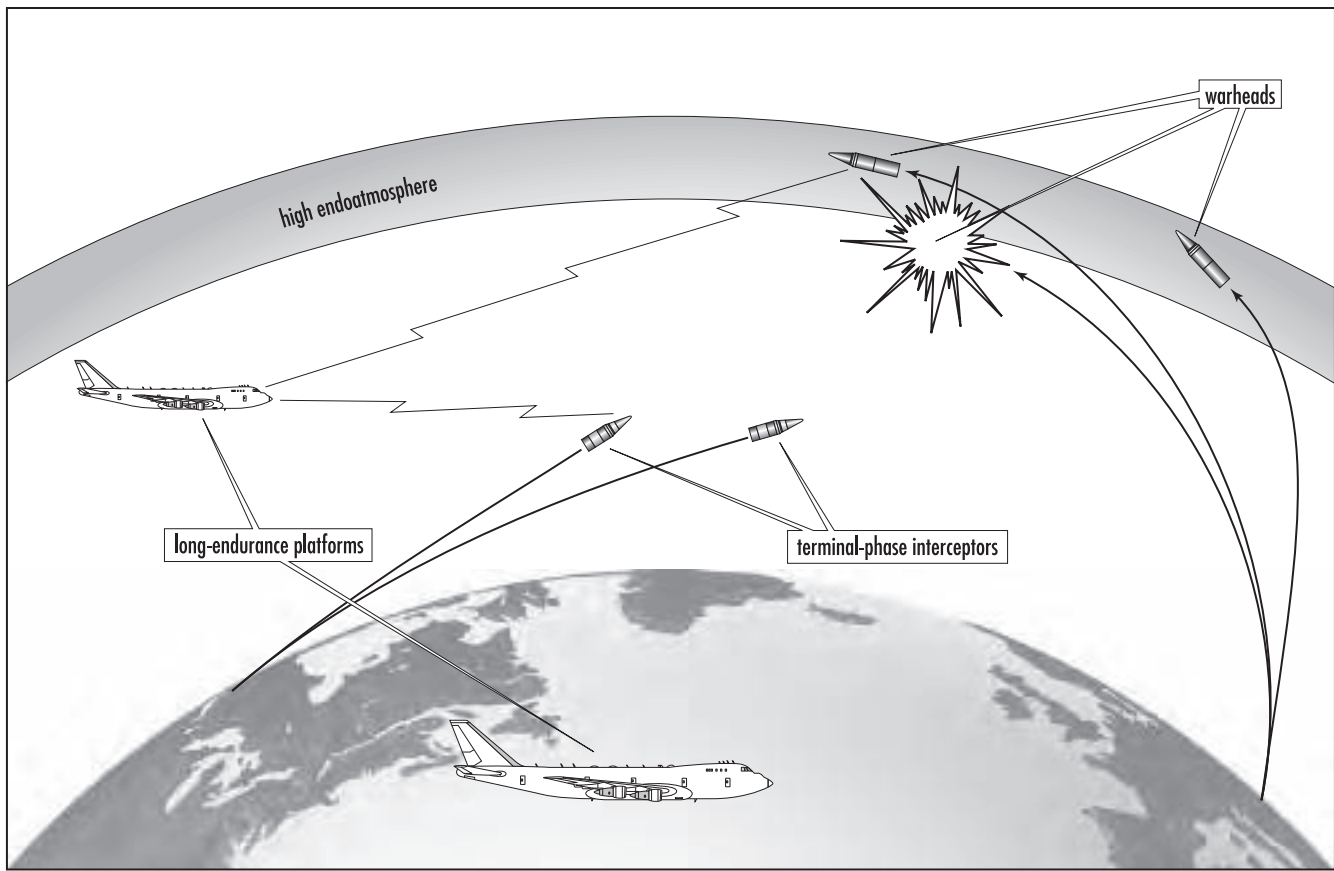 warheads
high endoatmosphere
long-endurance platforms
terminal-phase interceptors